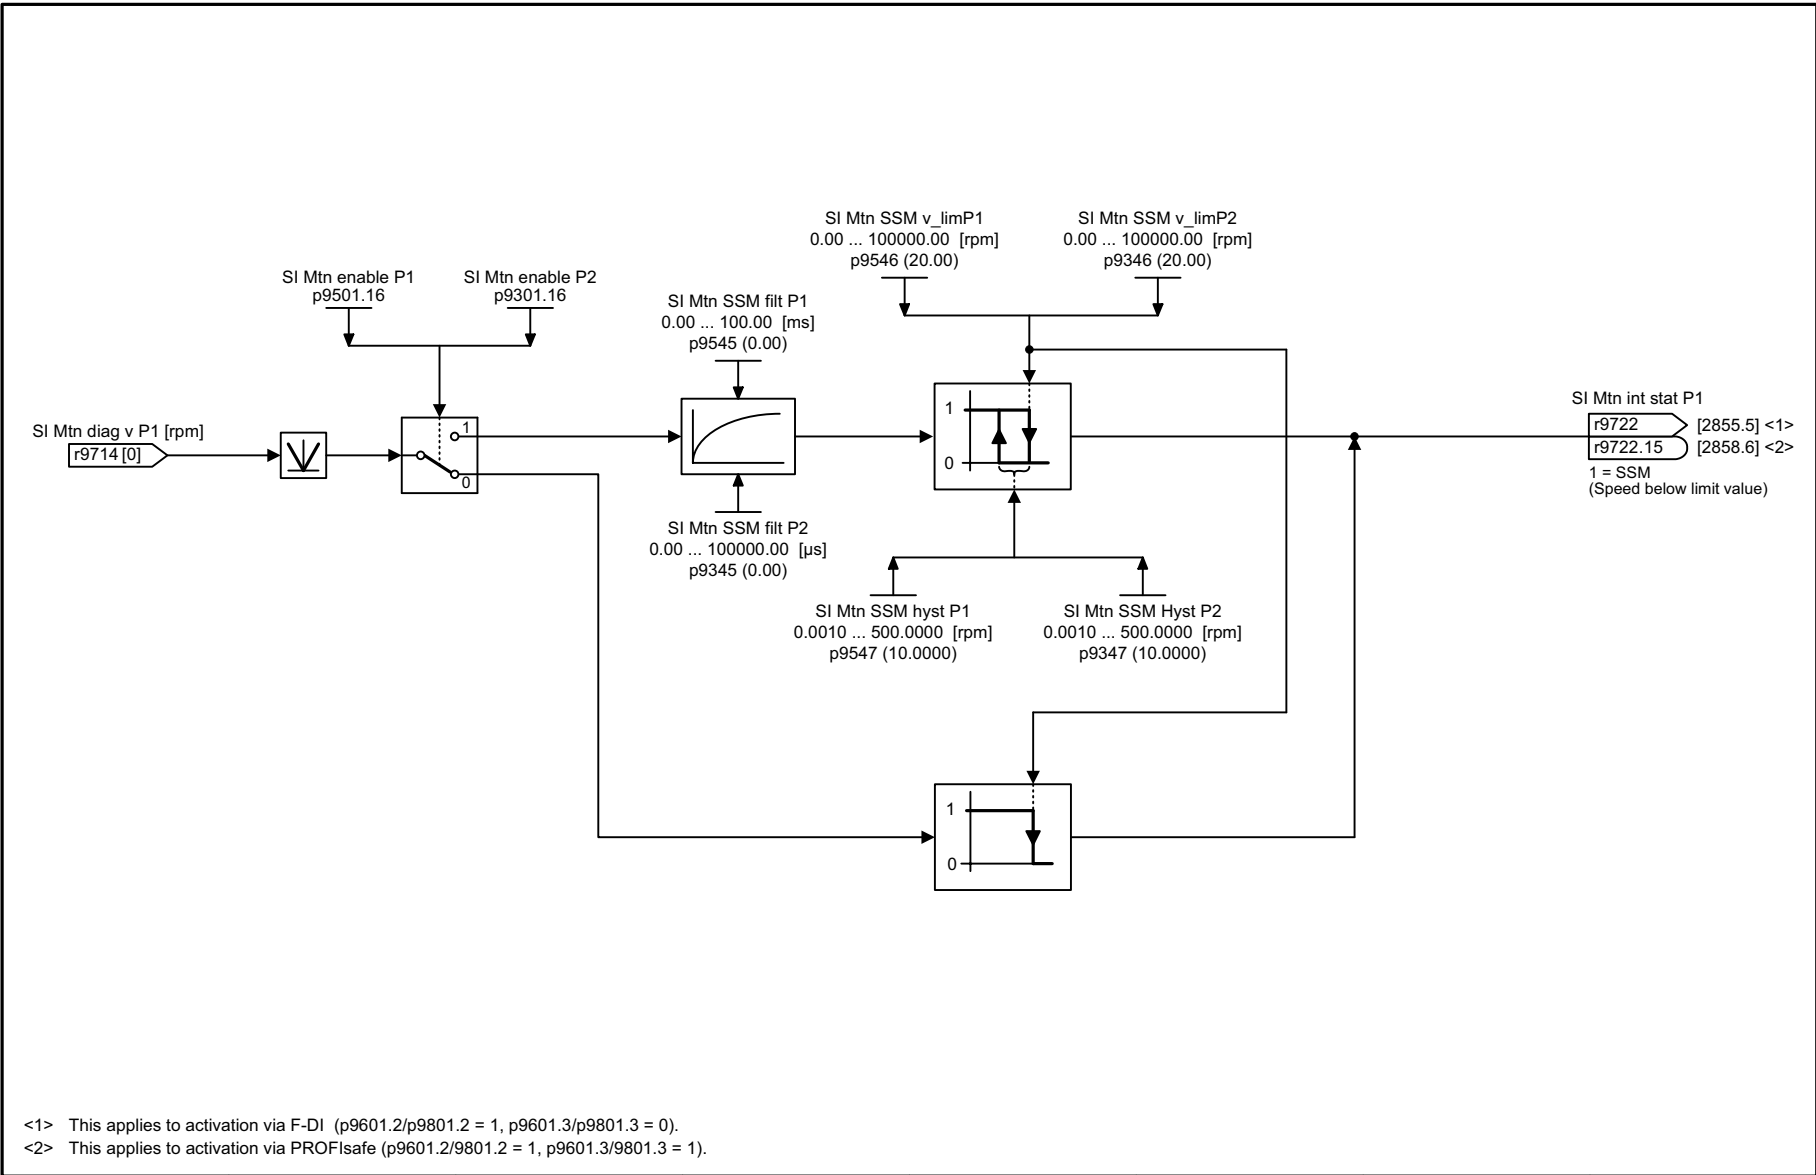 SI Mtn SSM v_limP1
0.00 ... 100000.00 [rpm]
p9546 (20.00)
SI Mtn SSM v_limP2
0.00 ... 100000.00 [rpm]
p9346 (20.00)
SI Mtn enable P1
p9501.16
SI Mtn enable P2
p9301.16
SI Mtn SSM filt P1
0.00 ... 100.00 [ms]
p9545 (0.00)
SI Mtn diag v P1 [rpm]
r9714 [0]
1
0
1
0
SI Mtn int stat P1
r9722
[2855.5] <1>
r9722.15
[2858.6] <2>
1 = SSM
(Speed below limit value)
SI Mtn SSM filt P2
0.00 ... 100000.00 [µs]
p9345 (0.00)
SI Mtn SSM hyst P1
0.0010 ... 500.0000 [rpm]
p9547 (10.0000)
SI Mtn SSM Hyst P2
0.0010 ... 500.0000 [rpm]
p9347 (10.0000)
1
0
<1> This applies to activation via F-DI (p9601.2/p9801.2 = 1, p9601.3/p9801.3 = 0).
<2> This applies to activation via PROFIsafe (p9601.2/9801.2 = 1, p9601.3/9801.3 = 1).